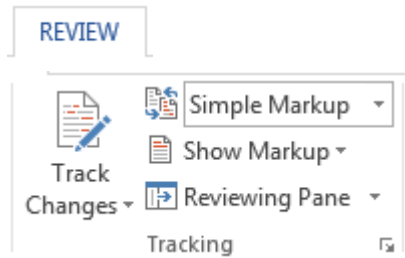 REVIEW
Simple Markup
Show Markup
Track
Changes
Reviewing Pane
Tracking